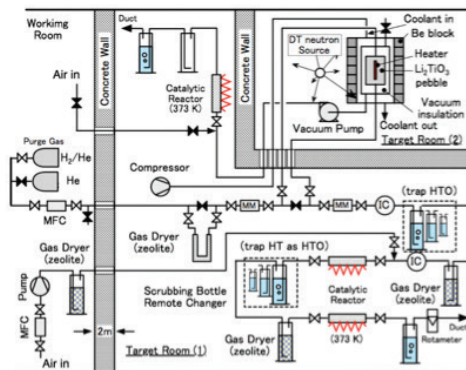 Working
Room
Duct
Concrete Wall
Air in
Catalytic
Reactor
(373 K)
Concrete Wall
DT neutron
Source
Vacuum Pump
Coolant in
Be block
Heater
Li2TiO3
pebble
Vacuum
insulation
Coolant out
Target Room (2)
Purge Gas
H2/He
He
MFC
Compressor
MM
MM
IC
(trap HTO)
Gas Dryer
(zeolite)
Gas Dryer
(zeolite)
Pump
MFC
Air in
2m
Target Room (1)
(trap HT as HTO)
Scrubbing Bottle
Remote Changer
Catalytic
Reactor
(373 K)
IC
Gas Dryer
(zeolite)
Gas Dryer
(zeolite)
Rotameter
Duct